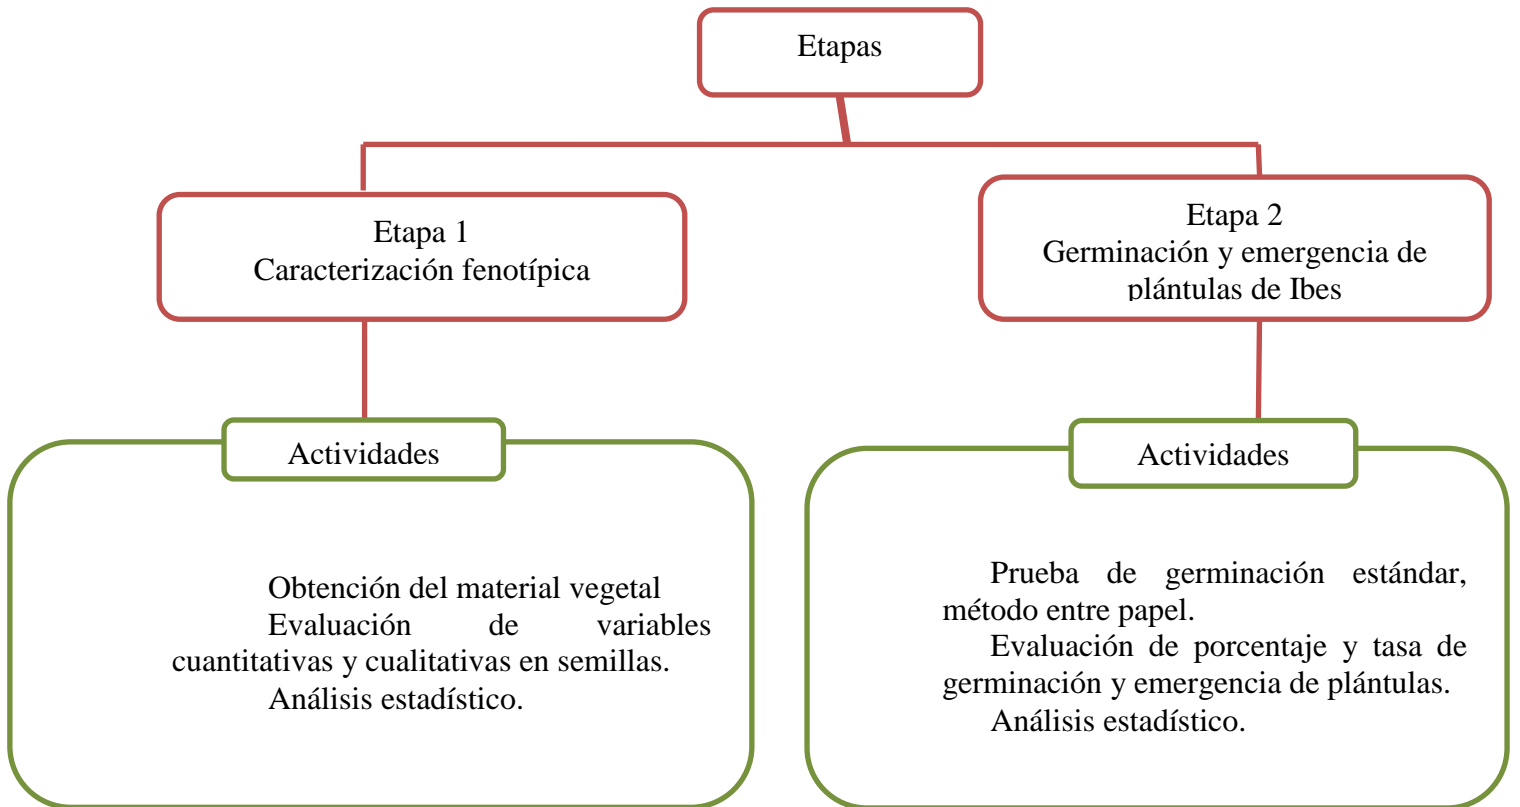 Etapas
Etapa 1
Caracterización fenotípica
Etapa 2
Germinación y emergencia de
plántulas de Ibes
Actividades
Obtención del material vegetal
Evaluación de variables
cuantitativas y cualitativas en semillas.
Análisis estadístico.
Actividades
Prueba de germinación estándar,
método entre papel.
Evaluación de porcentaje y tasa de
germinación y emergencia de plántulas.
Análisis estadístico.